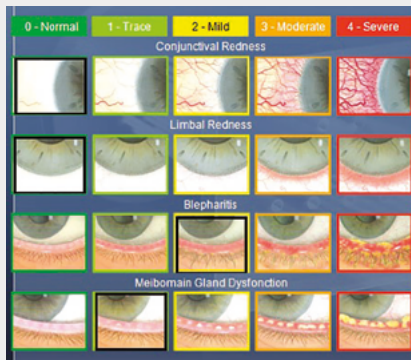 0 - Normal 1 - Trace 2 - Mild 3 - Moderate 4 - Severe
Conjunctival Redness
Limbal Redness
Blepharitis
Meibomain Gland Dysfonction